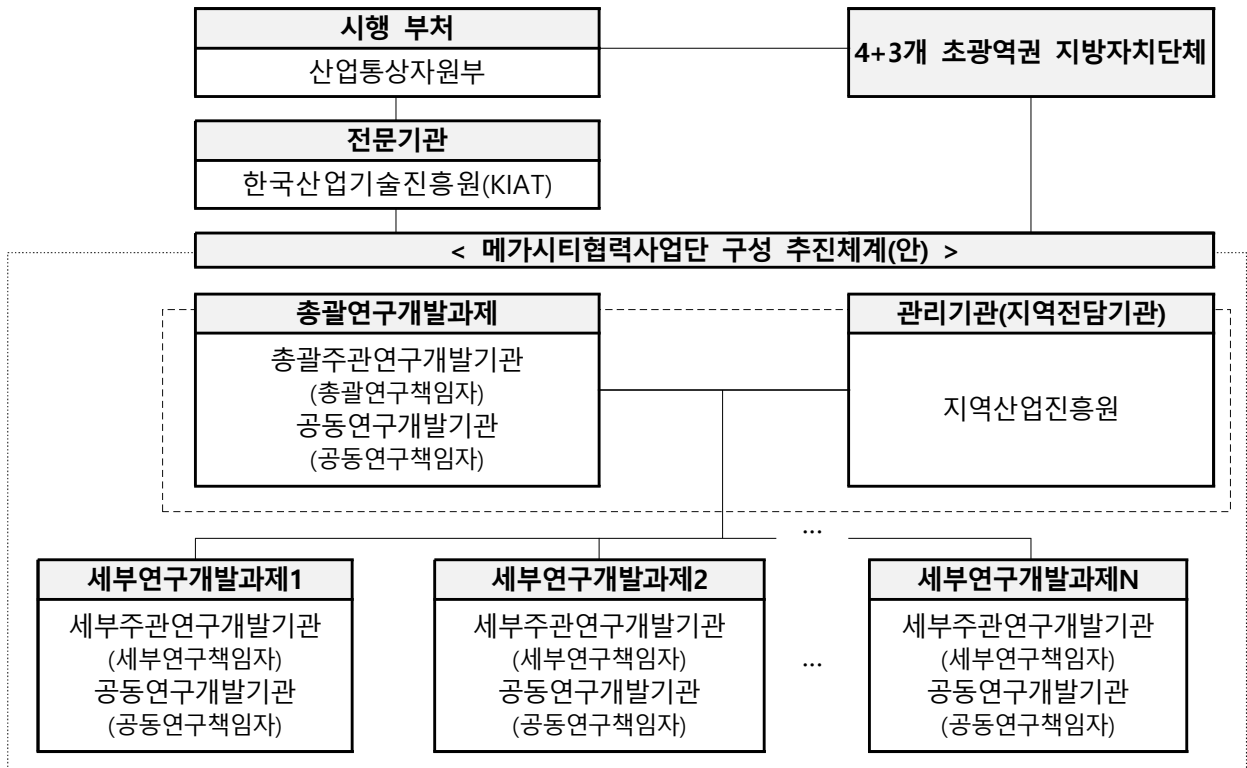 시행 부처
산업통상자원부
4+3개 초광역권 지방자치단체
전문기관
한국산업기술진흥원(KIAT)
< 메가시티협력사업단 구성 추진체계(안) >
총괄연구개발과제
총괄주관연구개발기관
(총괄연구책임자)
공동연구개발기관
(공동연구책임자)
관리기관(지역전담기관)
지역산업진흥원
...
세부연구개발과제1
세부주관연구개발기관
(세부연구책임자)
공동연구개발기관
(공동연구책임자)
세부연구개발과제2
세부주관연구개발기관
(세부연구책임자)
공동연구개발기관
(공동연구책임자)
...
세부연구개발과제N
세부주관연구개발기관
(세부연구책임자)
공동연구개발기관
(공동연구책임자)